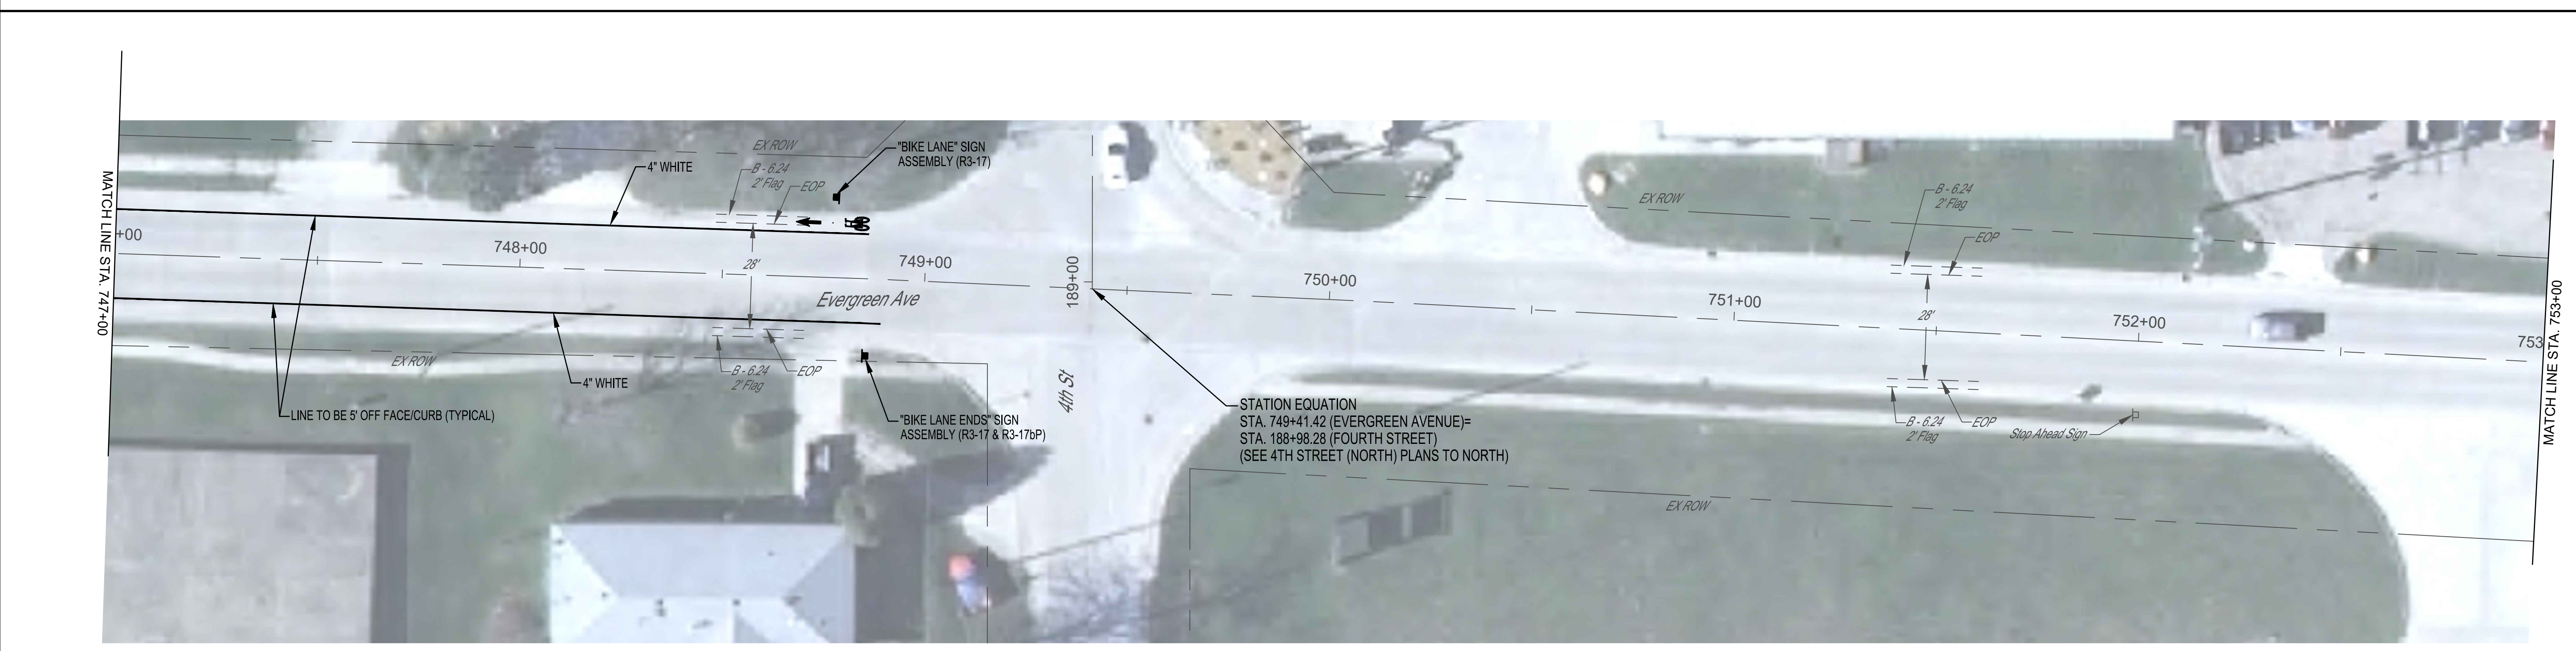 MATCH LINE STA. 747+00
EX ROW
"BIKE LANE" SIGN
ASSEMBLY (R3-17)
4" WHITE
B - 6.24
2' Flag
EOP
+00
748+00
28'
749+00
Evergreen Ave
EX ROW
4" WHITE
B - 6.24
2' Flag
EOP
LINE TO BE 5' OFF FACE/CURB (TYPICAL)
"BIKE LANE ENDS" SIGN
ASSEMBLY (R3-17 & R3-17bP)
189+00
4th St
STATION EQUATION
STA. 749+41.42 (EVERGREEN AVENUE)=
STA. 188+98.28 (FOURTH STREET)
(SEE 4TH STREET (NORTH) PLANS TO NORTH)
EX ROW
B - 6.24
2' Flag
EOP
750+00
751+00
28'
752+00
753
B - 6.24
2' Flag
EOP
Stop Ahead Sign
EX ROW
MATCH LINE STA. 753+00